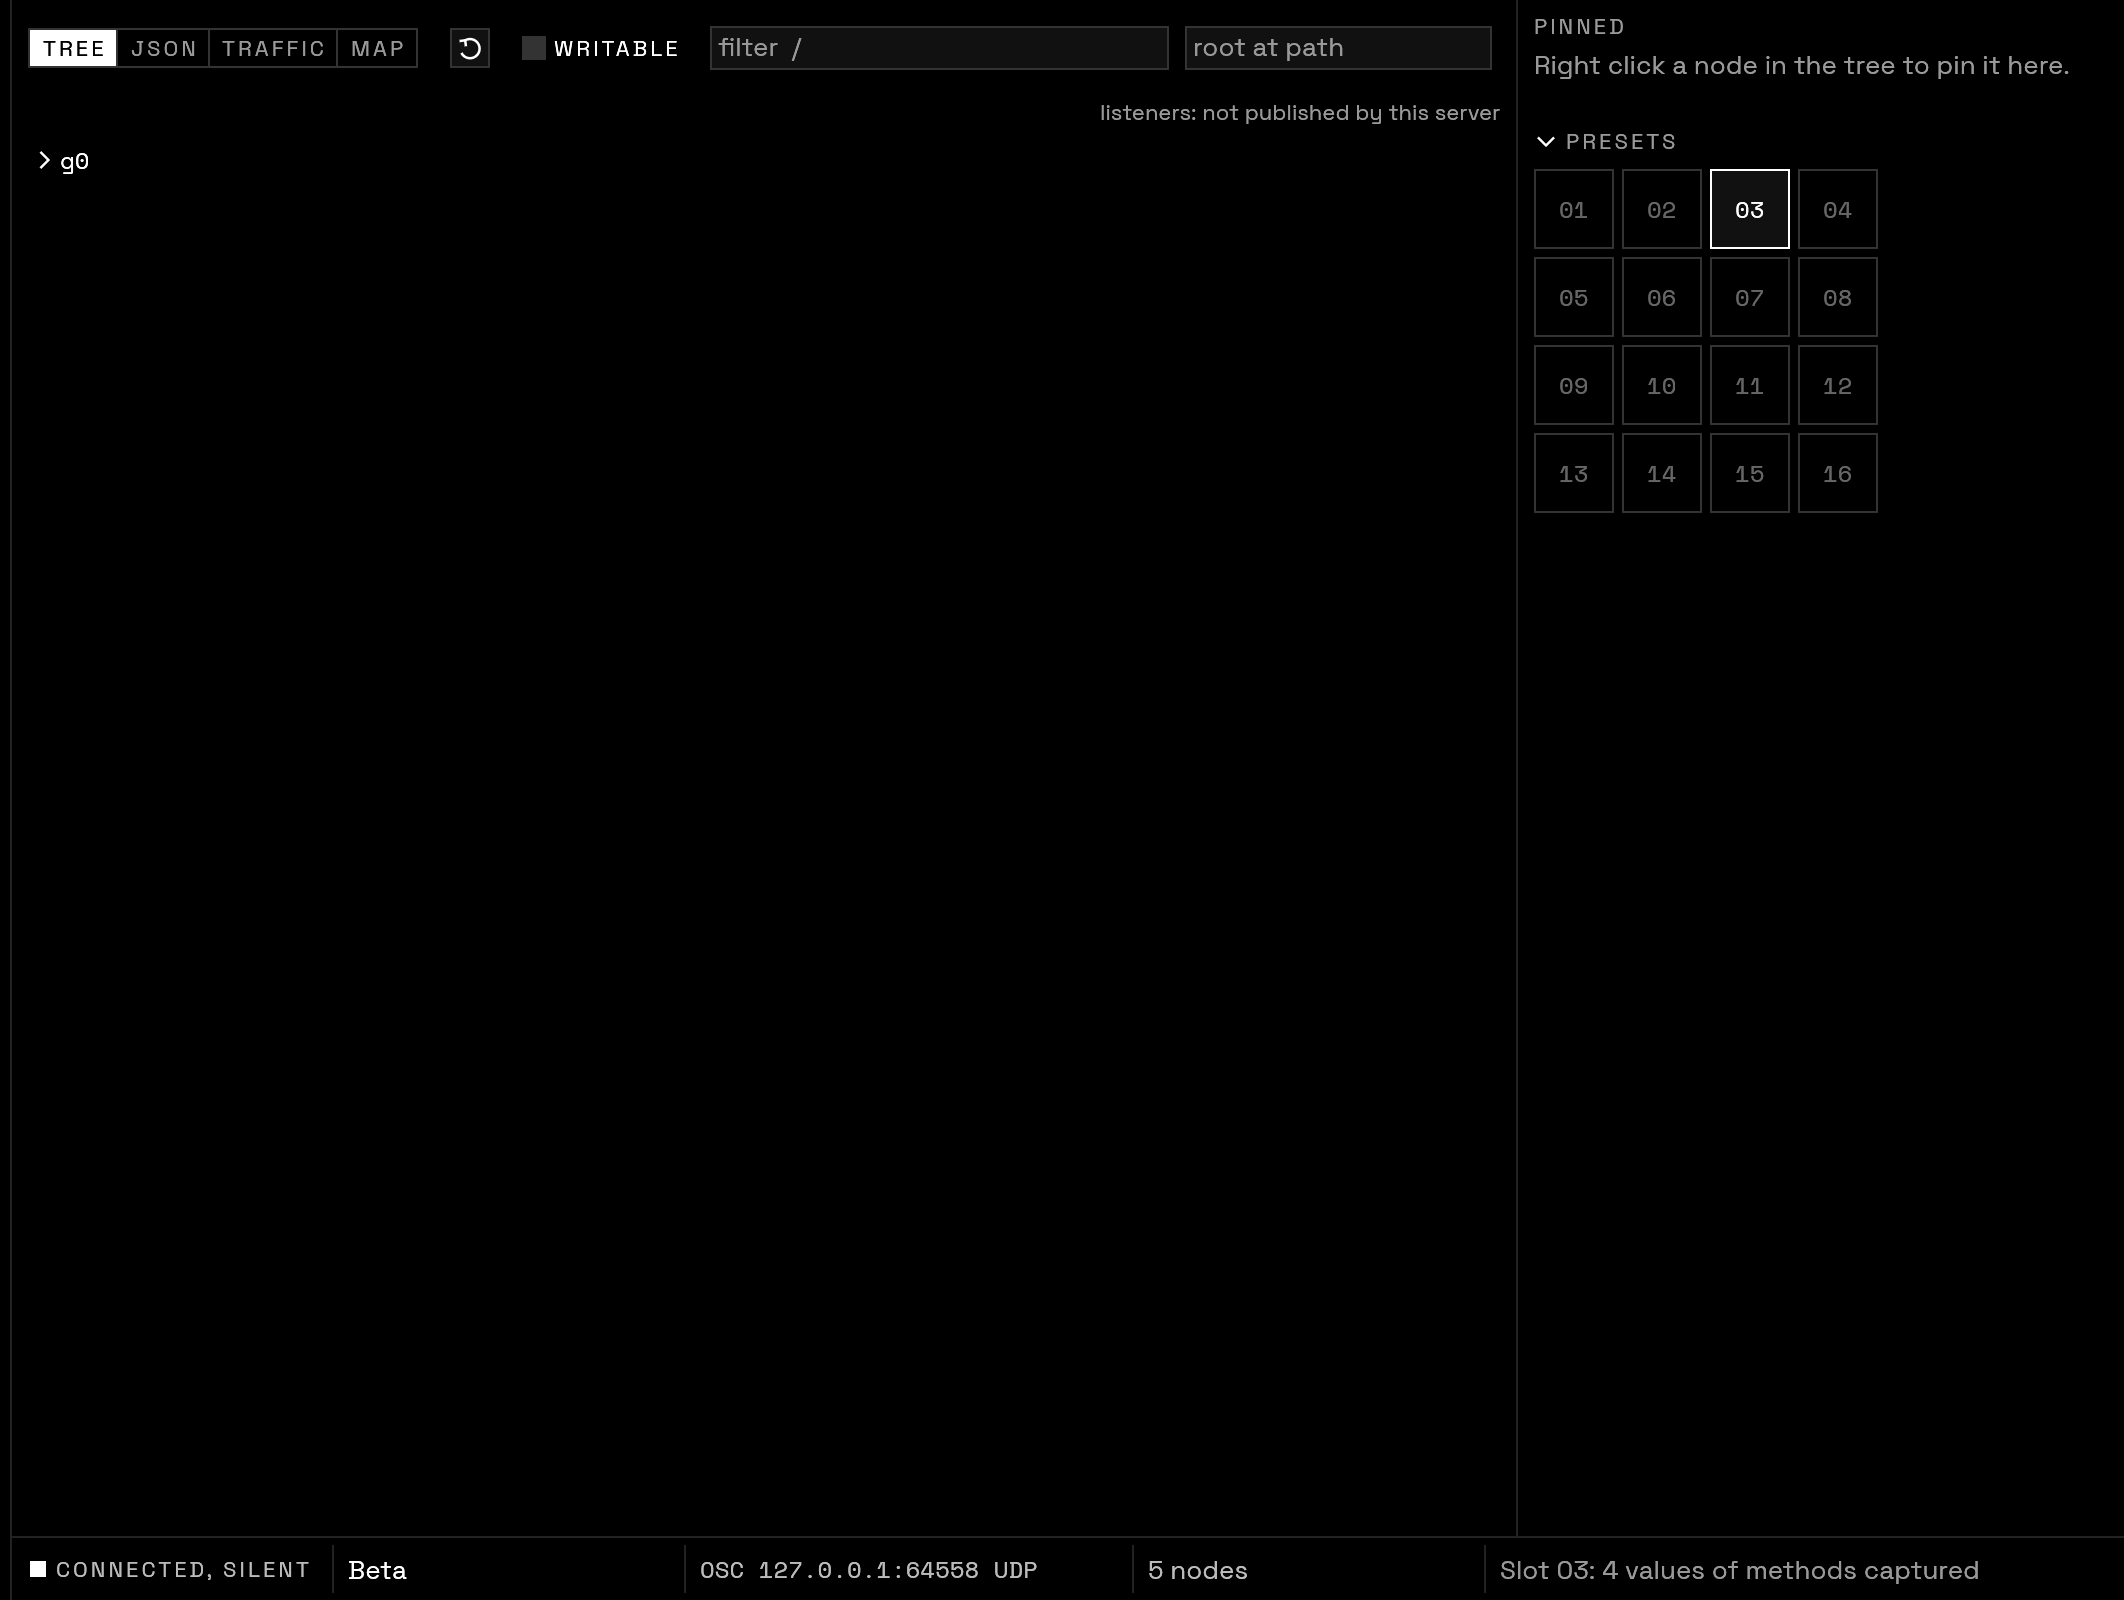 TREE JSON TRAFFIC MAP WRITABLE filter / root at path
listeners: not published by this server
g0
PINNED
Right click a node in the tree to pin it here.
PRESETS
01 02 03 04
05 06 07 08
09 10 11 12
13 14 15 16
CONNECTED, SILENT Beta OSC 127.0.0.1:64558 UDP 5 nodes Slot 03: 4 values of methods captured